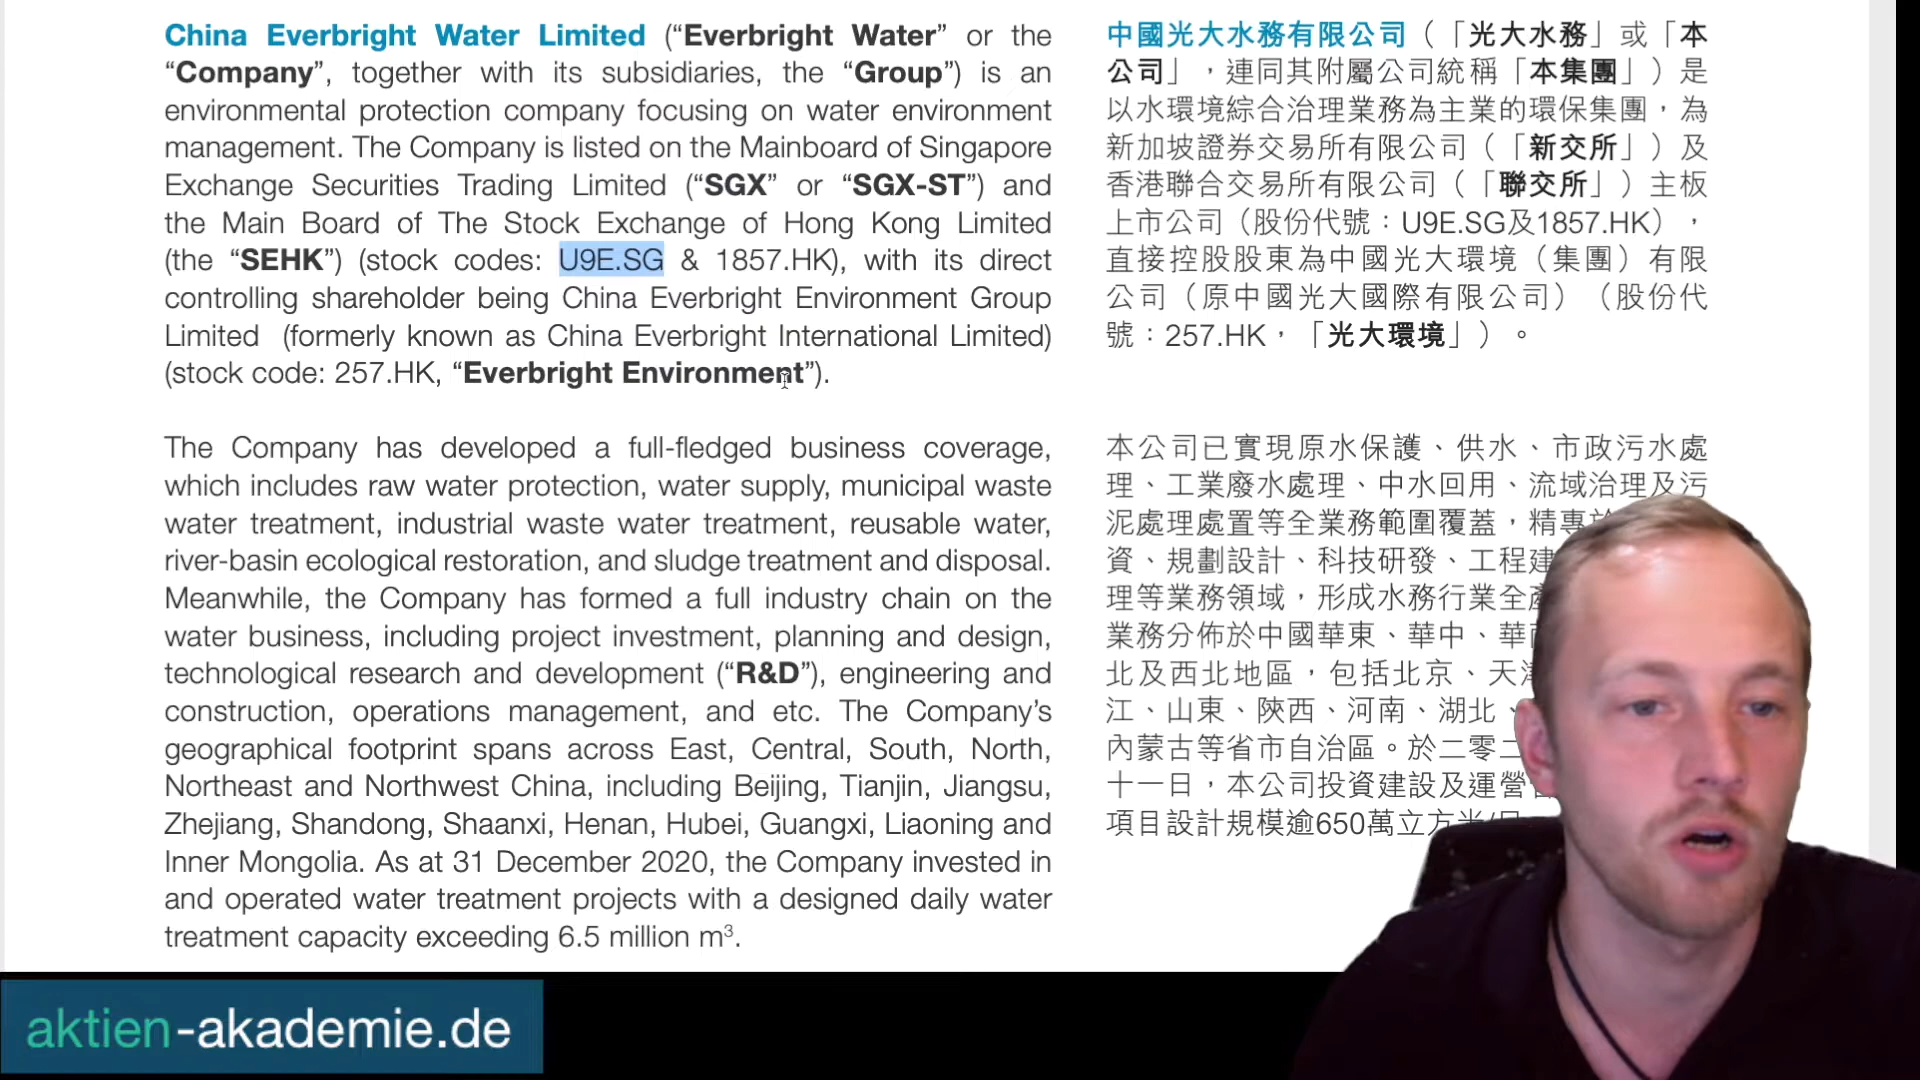 China Everbright Water Limited (“Everbright Water” or the
“Company”, together with its subsidiaries, the “Group”) is an
environmental protection company focusing on water environment
management. The Company is listed on the Mainboard of Singapore
Exchange Securities Trading Limited (“SGX” or “SGX-ST”) and
the Main Board of The Stock Exchange of Hong Kong Limited
(the “SEHK”) (stock codes: U9E.SG & 1857.HK), with its direct
controlling shareholder being China Everbright Environment Group
Limited (formerly known as China Everbright International Limited)
(stock code: 257.HK, “Everbright Environment”).
The Company has developed a full-fledged business coverage,
which includes raw water protection, water supply, municipal waste
water treatment, industrial waste water treatment, reusable water,
river-basin ecological restoration, and sludge treatment and disposal.
Meanwhile, the Company has formed a full industry chain on the
water business, including project investment, planning and design,
technological research and development (“R&D”), engineering and
construction, operations management, and etc. The Company’s
geographical footprint spans across East, Central, South, North,
Northeast and Northwest China, including Beijing, Tianjin, Jiangsu,
Zhejiang, Shandong, Shaanxi, Henan, Hubei, Guangxi, Liaoning and
Inner Mongolia. As at 31 December 2020, the Company invested in
and operated water treatment projects with a designed daily water
treatment capacity exceeding 6.5 million m³.
中國光大水務有限公司（「光大水務」或「本
公司」，連同其附屬公司統稱「本集團」）是
以水環境綜合治理業務為主業的環保集團，為
新加坡證券交易所有限公司（「新交所」）及
香港聯合交易所有限公司（「聯交所」）主板
上市公司（股份代號：U9E.SG及1857.HK），
直接控股股東為中國光大環境（集團）有限
公司（原中國光大國際有限公司）（股份代
號：257.HK，「光大環境」）。
本公司已實現原水保護、供水、市政污水處
理、工業廢水處理、中水回用、流域治理及污
泥處理處置等全業務範圍覆蓋，精專
資、規劃設計、科技研發、工程建
理等業務領域，形成水務行業全
業務分佈於中國華東、華中、華
北及西北地區，包括北京、天
江、山東、陝西、河南、湖北、
內蒙古等省市自治區。於二零二
十一日，本公司投資建設及運營
項目設計規模逾650萬立方米/日
aktien-akademie.de